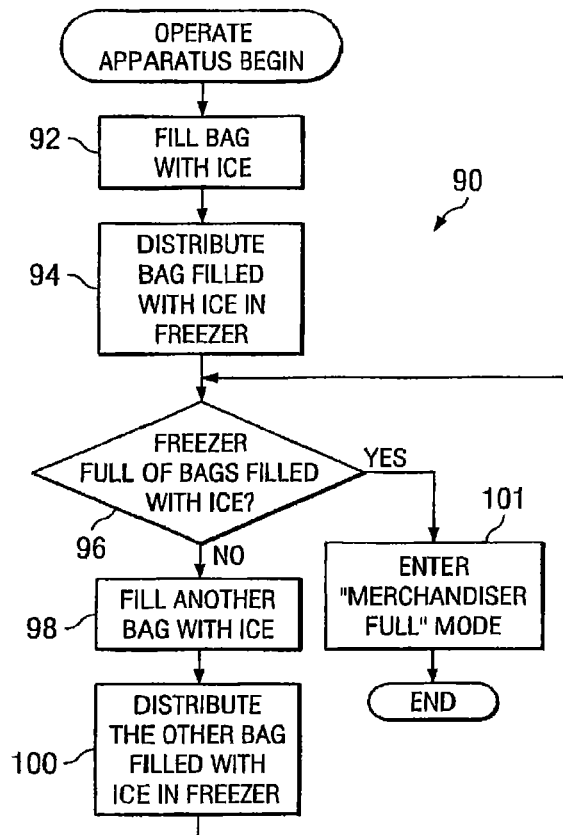 OPERATE
APPARATUS BEGIN
92
FILL BAG
WITH ICE
90
94
DISTRIBUTE
BAG FILLED
WITH ICE IN
FREEZER
FREEZER
FULL OF BAGS FILLED
WITH ICE?
YES
96
NO
101
ENTER
"MERCHANDISER
FULL" MODE
98
FILL ANOTHER
BAG WITH ICE
END
100
DISTRIBUTE
THE OTHER BAG
FILLED WITH
ICE IN FREEZER